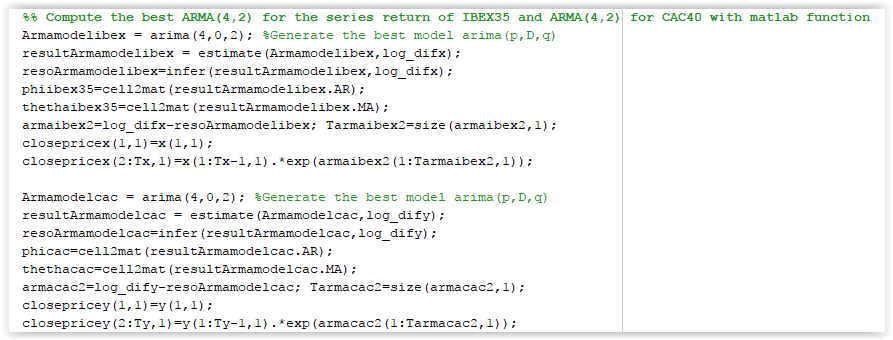 %% Compute the best ARMA(4,2) for the series return of IBEX35 and ARMA(4,2) for CAC40 with matlab function
Armamodelibex = arima(4,0,2); %Generate the best model arima(p,D,q)
resultArmamodelibex = estimate(Armamodelibex,log_difx);
resoArmamodelibex=infer(resultArmamodelibex,log_difx);
phiibex35=cell2mat(resultArmamodelibex.AR);
thethaibex35=cell2mat(resultArmamodelibex.MA);
armaibex2=log_difx-resoArmamodelibex; Tarmaibex2=size(armaibex2,1);
closepricex(1,1)=x(1,1);
closepricex(2:Tx,1)=x(1:Tx-1,1).*exp(armaibex2(1:Tarmaibex2,1));
Armamodelcac = arima(4,0,2); %Generate the best model arima(p,D,q)
resultArmamodelcac = estimate(Armamodelcac,log_dify);
resoArmamodelcac=infer(resultArmamodelcac,log_dify);
phicac=cell2mat(resultArmamodelcac.AR);
thethacac=cell2mat(resultArmamodelcac.MA);
armacac2=log_dify-resoArmamodelcac; Tarmacac2=size(armacac2,1);
closepricey(1,1)=y(1,1);
closepricey(2:Ty,1)=y(1:Ty-1,1).*exp(armacac2(1:Tarmacac2,1));